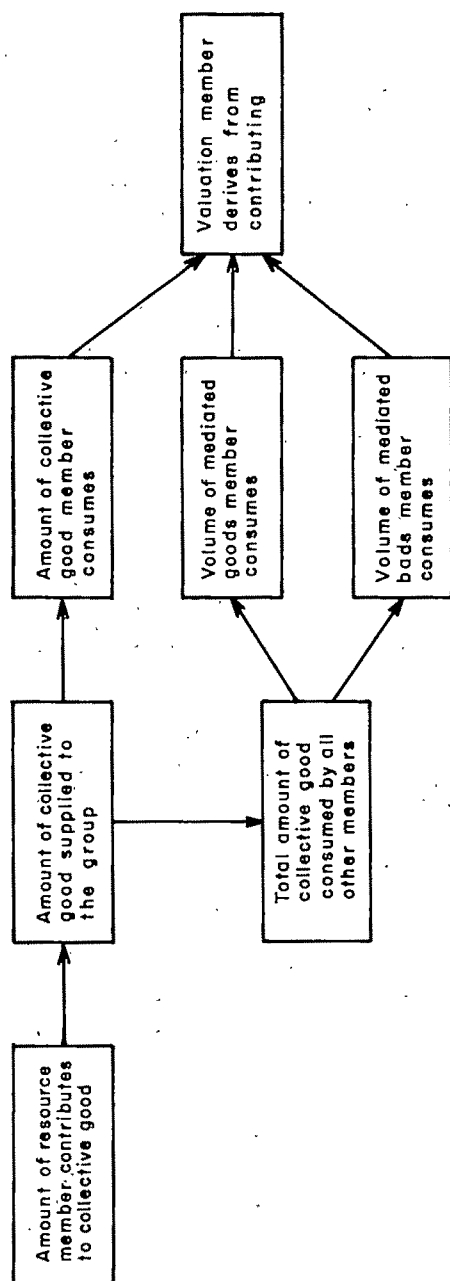 Amount of resource
member contributes
to collective good
Amount of collective
good supplied to
the group
Amount of collective
good member
consumes
Total amount of
collective good
consumed by all
other members
Volume of mediated
goods member
consumes
Volume of mediated
bads member
consumes
Valuation member
derives from
contributing